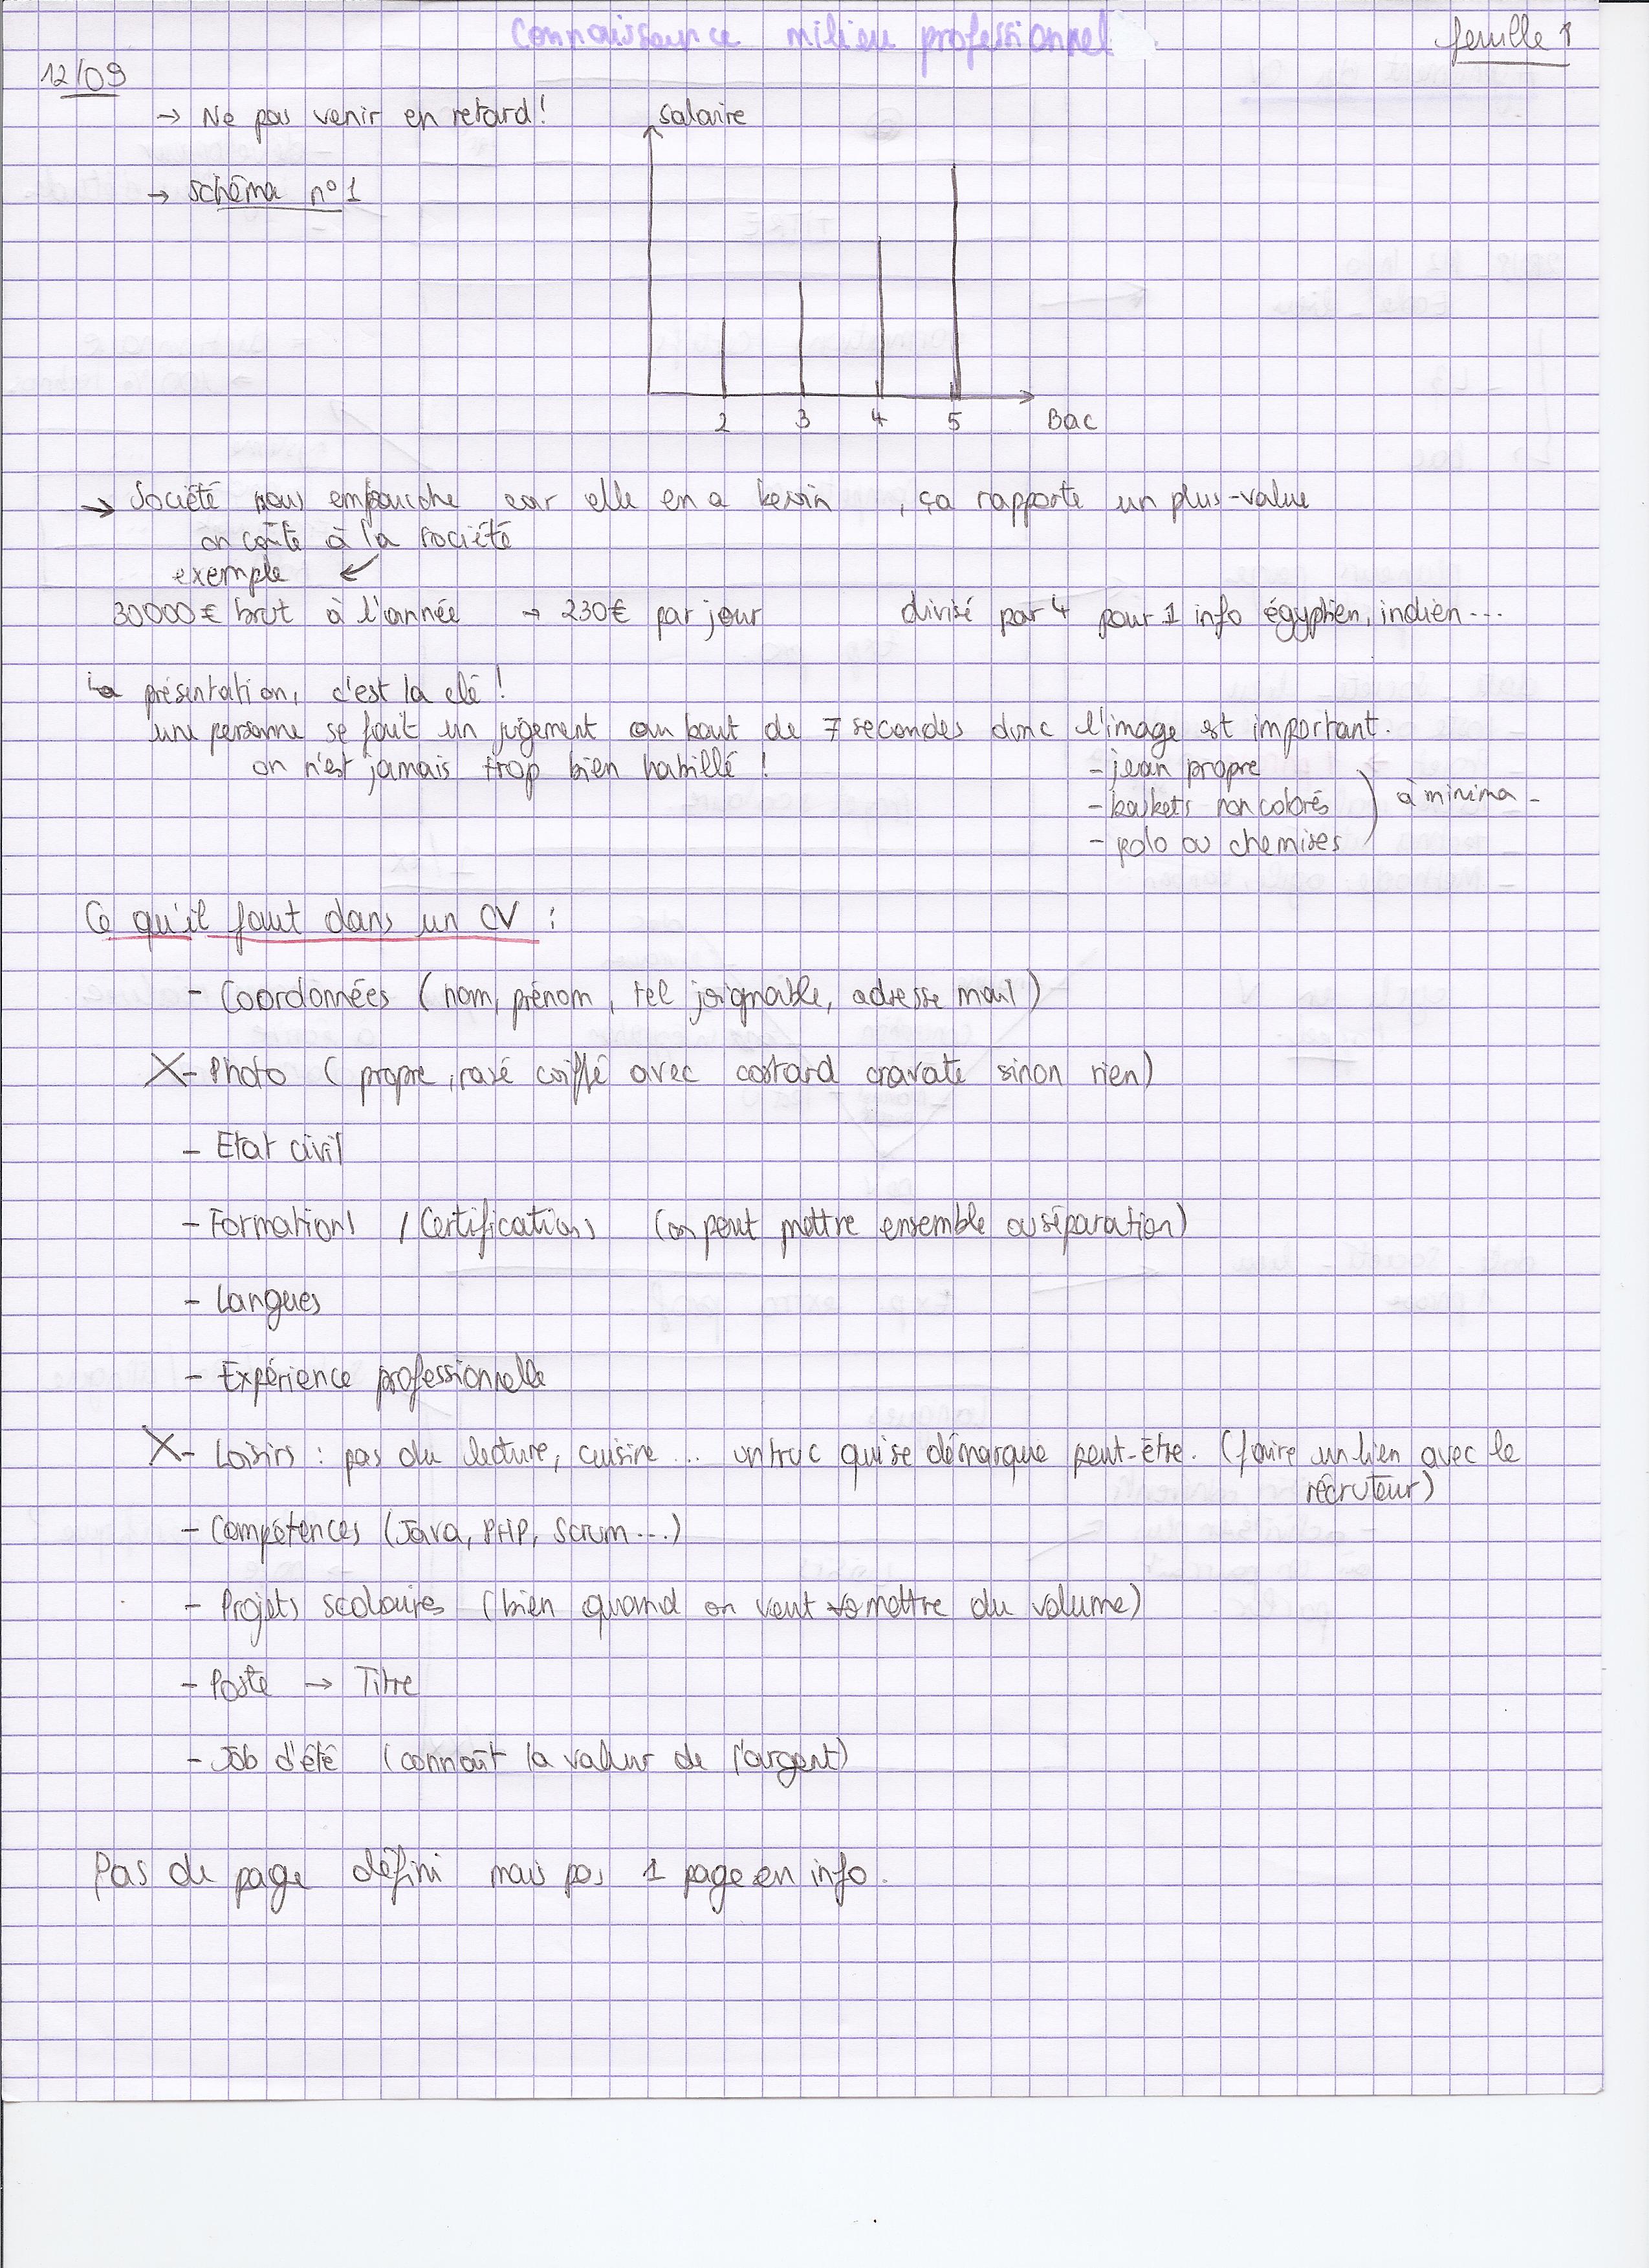 Connaissance milieu professionnel
feuille 1
12/09
→ Ne pas venir en retard!
→ schéma n°1
salaire
2 3 4 5 Bac
→ Société nous embauche car elle en a besoin , ça rapporte un plus-value
on coûte à la société
exemple
30000€ brut à l'année → 230€ par jour divisé par 4 pour 1 info égyptien, indien...
La présentation, c'est la clé !
une personne se fait un jugement au bout de 7 secondes donc l'image est important.
on n'est jamais trop bien habillé !
- jean propre
- baskets non colorés
- polo ou chemises
à minima -
Ce qu'il faut dans un CV :
- Coordonnées (nom, prénom, tel joignable, adresse mail)
X- Photo ( propre, rasé coiffé avec costard cravate sinon rien)
- Etat civil
- Formations / Certifications (on peut mettre ensemble ou séparation)
- Langues
- Expérience professionnelle
X- Loisirs : pas du lecture, cuisine ... un truc qui se démarque peut-être. (faire un lien avec le
récruteur)
- Compétences (Java, PHP, Scrum...)
- Projets scolaires (bien quand on veut mettre du volume)
- Poste → Titre
- Job d'été (connaît la valeur de l'argent)
Pas de page défini mais pas 1 page en info.